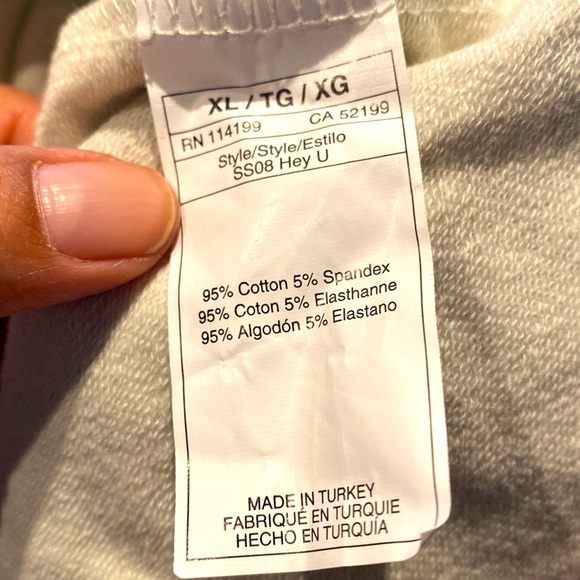 XL / TG / XG
RN 114199 CA 52199
Style/Style/Estilo
SS08 Hey U
95% Cotton 5% Spandex
95% Coton 5% Elasthanne
95% Algodón 5% Elastano
MADE IN TURKEY
FABRIQUÉ EN TURQUIE
HECHO EN TURQUÍA